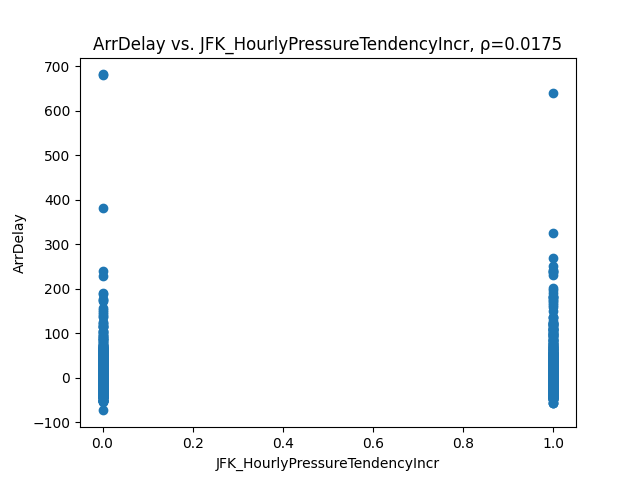 ArrDelay vs. JFK_HourlyPressureTendencyIncr, ρ=0.0175
700
600
500
400
300
200
100
0
−100
ArrDelay
0.0 0.2 0.4 0.6 0.8 1.0
JFK_HourlyPressureTendencyIncr